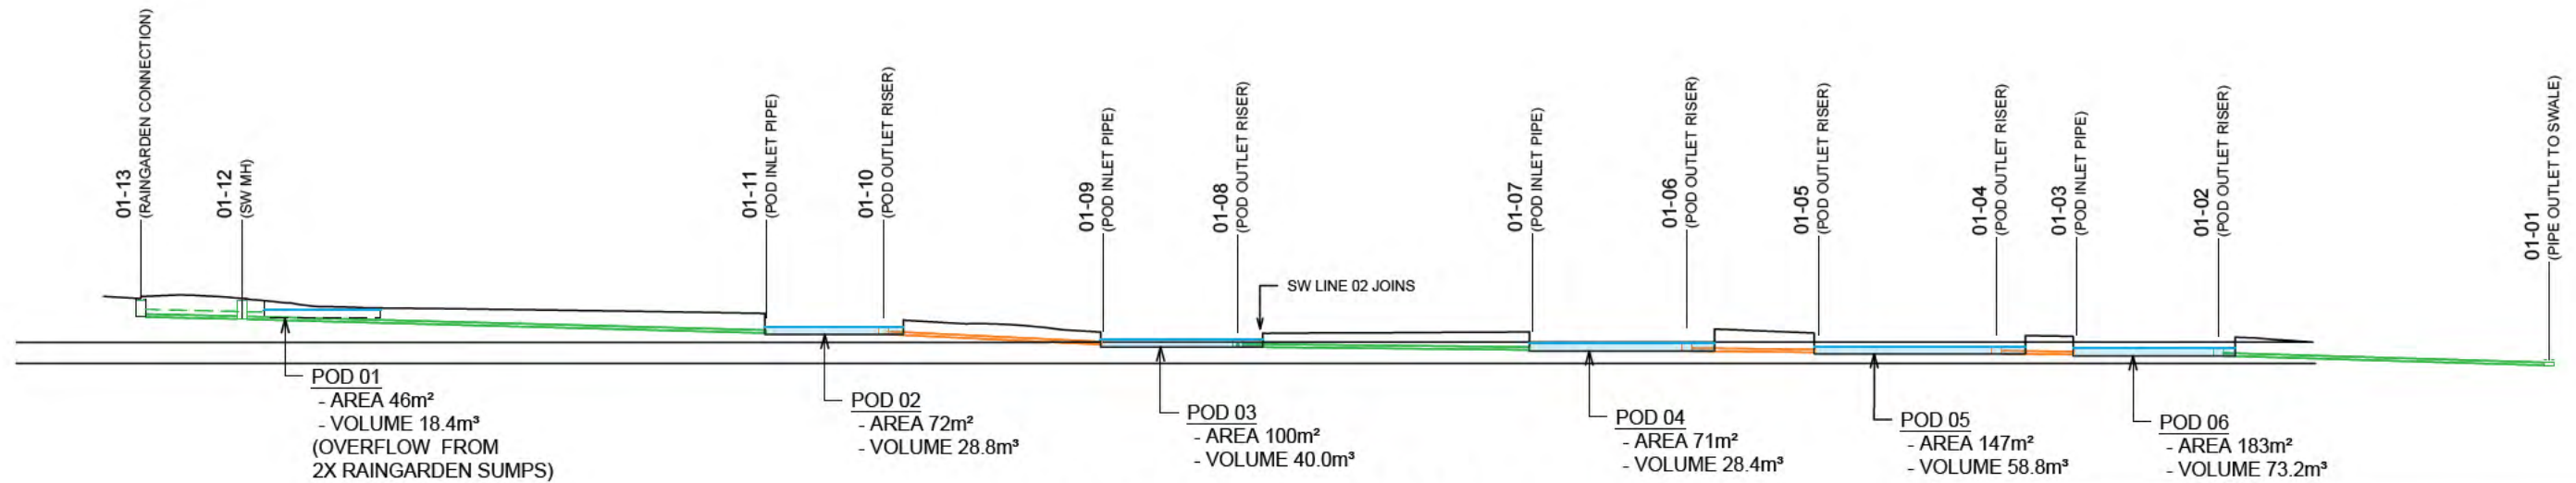 01-13
(RAINGARDEN CONNECTION)
01-12
(SW MH)
01-11
(POD INLET PIPE)
01-10
(POD OUTLET RISER)
01-09
(POD INLET PIPE)
01-08
(POD OUTLET RISER)
SW LINE 02 JOINS
01-07
(POD INLET PIPE)
01-06
(POD OUTLET RISER)
01-05
(POD OUTLET RISER)
01-04
(POD OUTLET RISER)
01-03
(POD INLET PIPE)
01-02
(POD OUTLET RISER)
01-01
(PIPE OUTLET TO SWALE)
POD 01
- AREA 46m²
- VOLUME 18.4m³
(OVERFLOW FROM
2X RAINGARDEN SUMPS)
POD 02
- AREA 72m²
- VOLUME 28.8m³
POD 03
- AREA 100m²
- VOLUME 40.0m³
POD 04
- AREA 71m²
- VOLUME 28.4m³
POD 05
- AREA 147m²
- VOLUME 58.8m³
POD 06
- AREA 183m²
- VOLUME 73.2m³